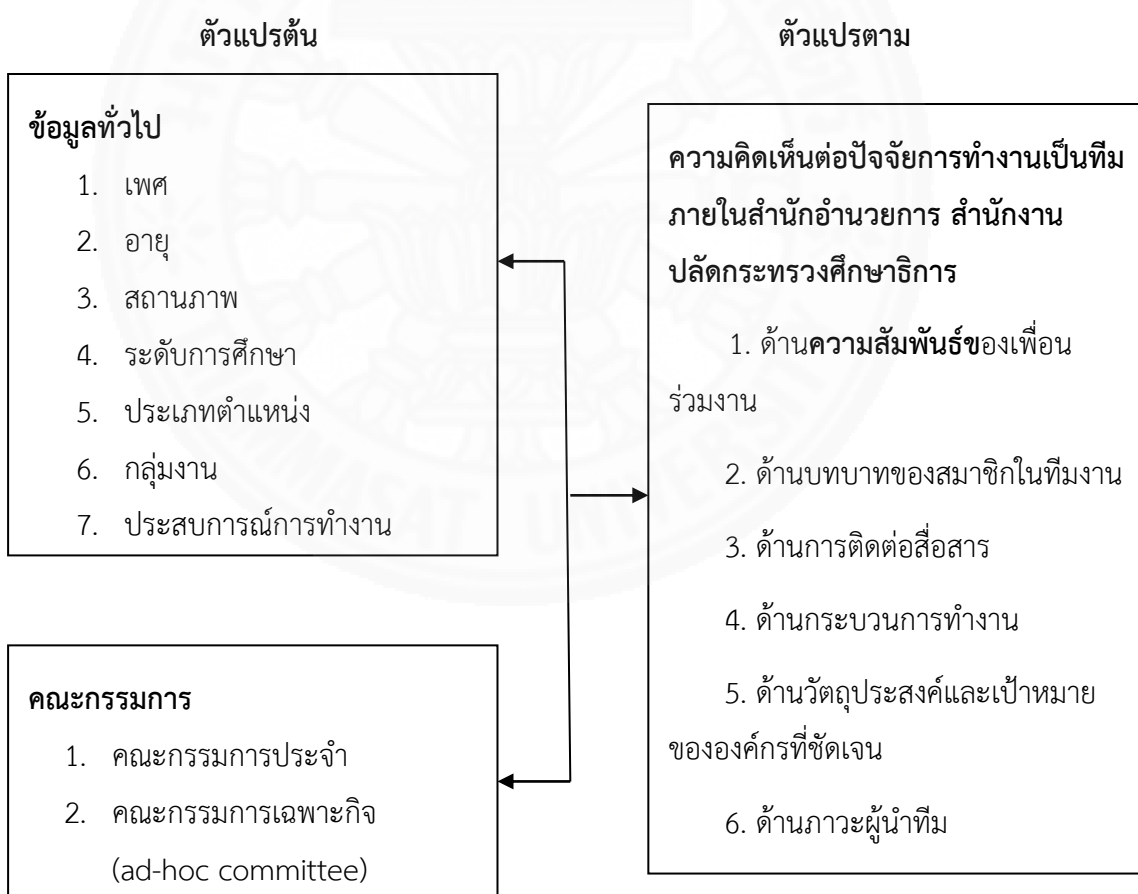 ตัวแปรต้น
ตัวแปรตาม
ข้อมูลทั่วไป
1. เพศ
2. อายุ
3. สถานภาพ
4. ระดับการศึกษา
5. ประเภทตำแหน่ง
6. กลุ่มงาน
7. ประสบการณ์การทำงาน
คณะกรรมการ
1. คณะกรรมการประจำ
2. คณะกรรมการเฉพาะกิจ
(ad-hoc committee)
ความคิดเห็นต่อปัจจัยการทำงานเป็นทีม
ภายในสำนักอำนวยการ สำนักงาน
ปลัดกระทรวงศึกษาธิการ
1. ด้านความสัมพันธ์ของเพื่อน
ร่วมงาน
2. ด้านบทบาทของสมาชิกในทีมงาน
3. ด้านการติดต่อสื่อสาร
4. ด้านกระบวนการทำงาน
5. ด้านวัตถุประสงค์และเป้าหมาย
ขององค์กรที่ชัดเจน
6. ด้านภาวะผู้นำทีม